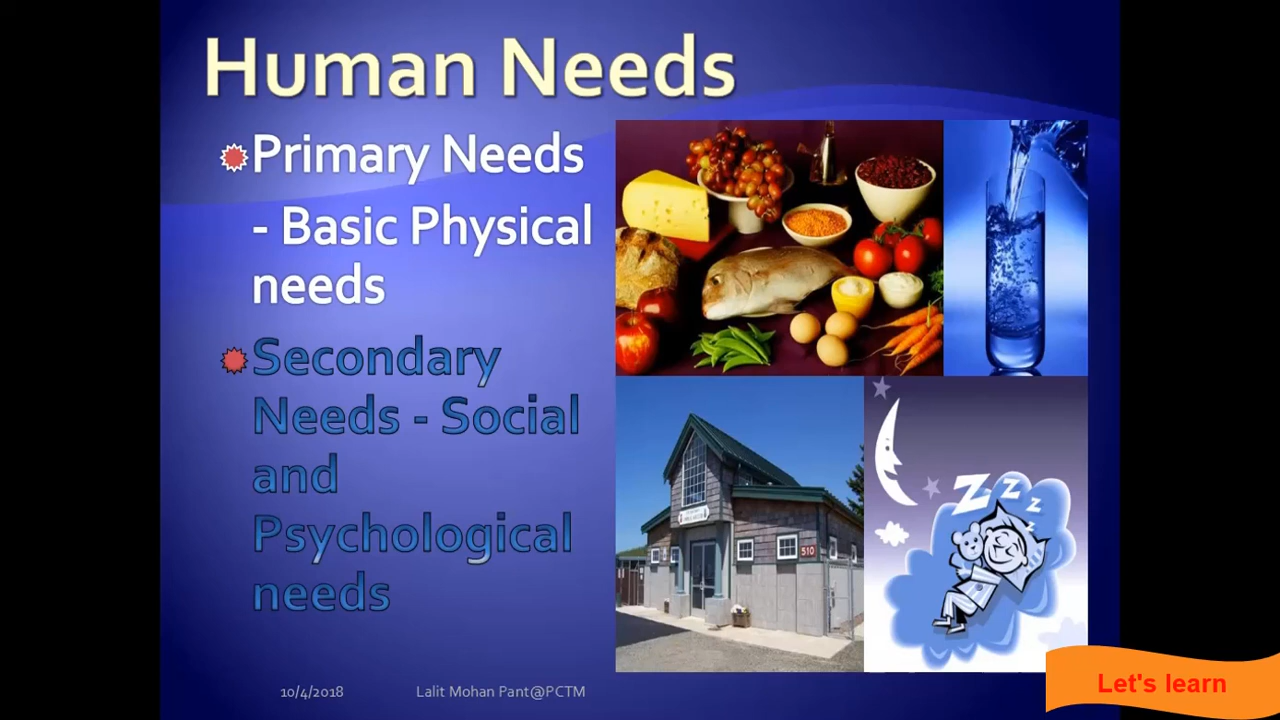 Human Needs
Primary Needs
- Basic Physical
needs
Secondary
Needs - Social
and
Psychological
needs
510
Z Z Z Z
10/4/2018
Lalit Mohan Pant@PCTM
Let's learn